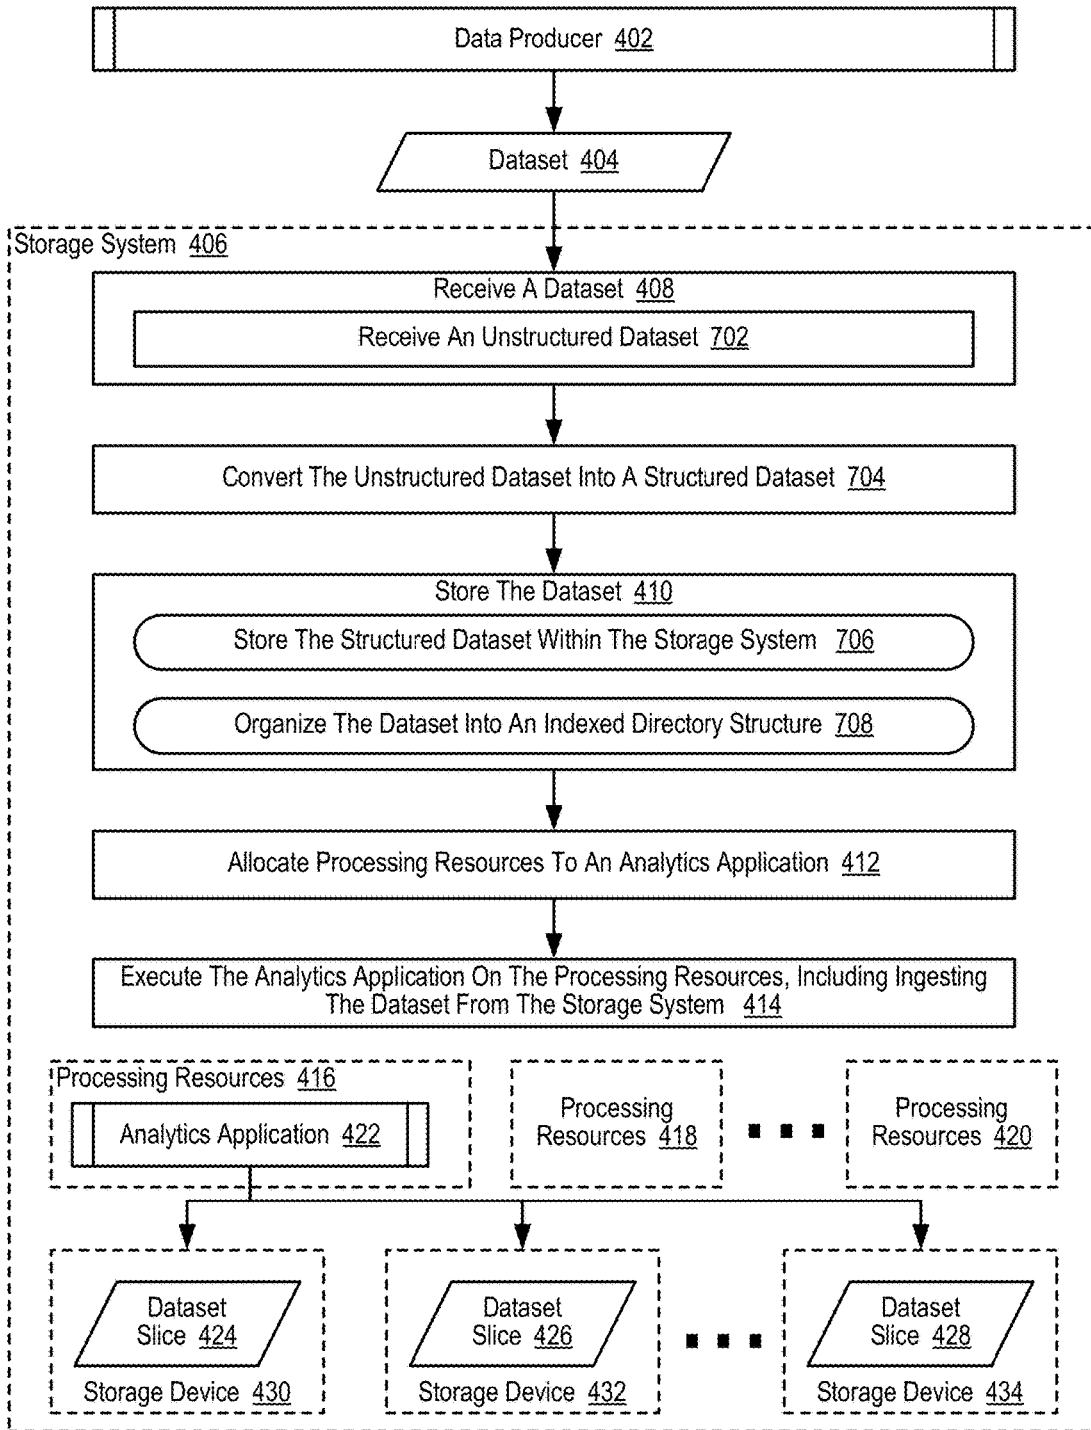 Data Producer 402
Dataset 404
Storage System 406
Receive A Dataset 408
Receive An Unstructured Dataset 702
Convert The Unstructured Dataset Into A Structured Dataset 704
Store The Dataset 410
Store The Structured Dataset Within The Storage System 706
Organize The Dataset Into An Indexed Directory Structure 708
Allocate Processing Resources To An Analytics Application 412
Execute The Analytics Application On The Processing Resources, Including Ingesting
The Dataset From The Storage System 414
Processing Resources 416
Analytics Application 422
Processing
Resources 418
Processing
Resources 420
Dataset
Slice 424
Storage Device 430
Dataset
Slice 426
Storage Device 432
Dataset
Slice 428
Storage Device 434